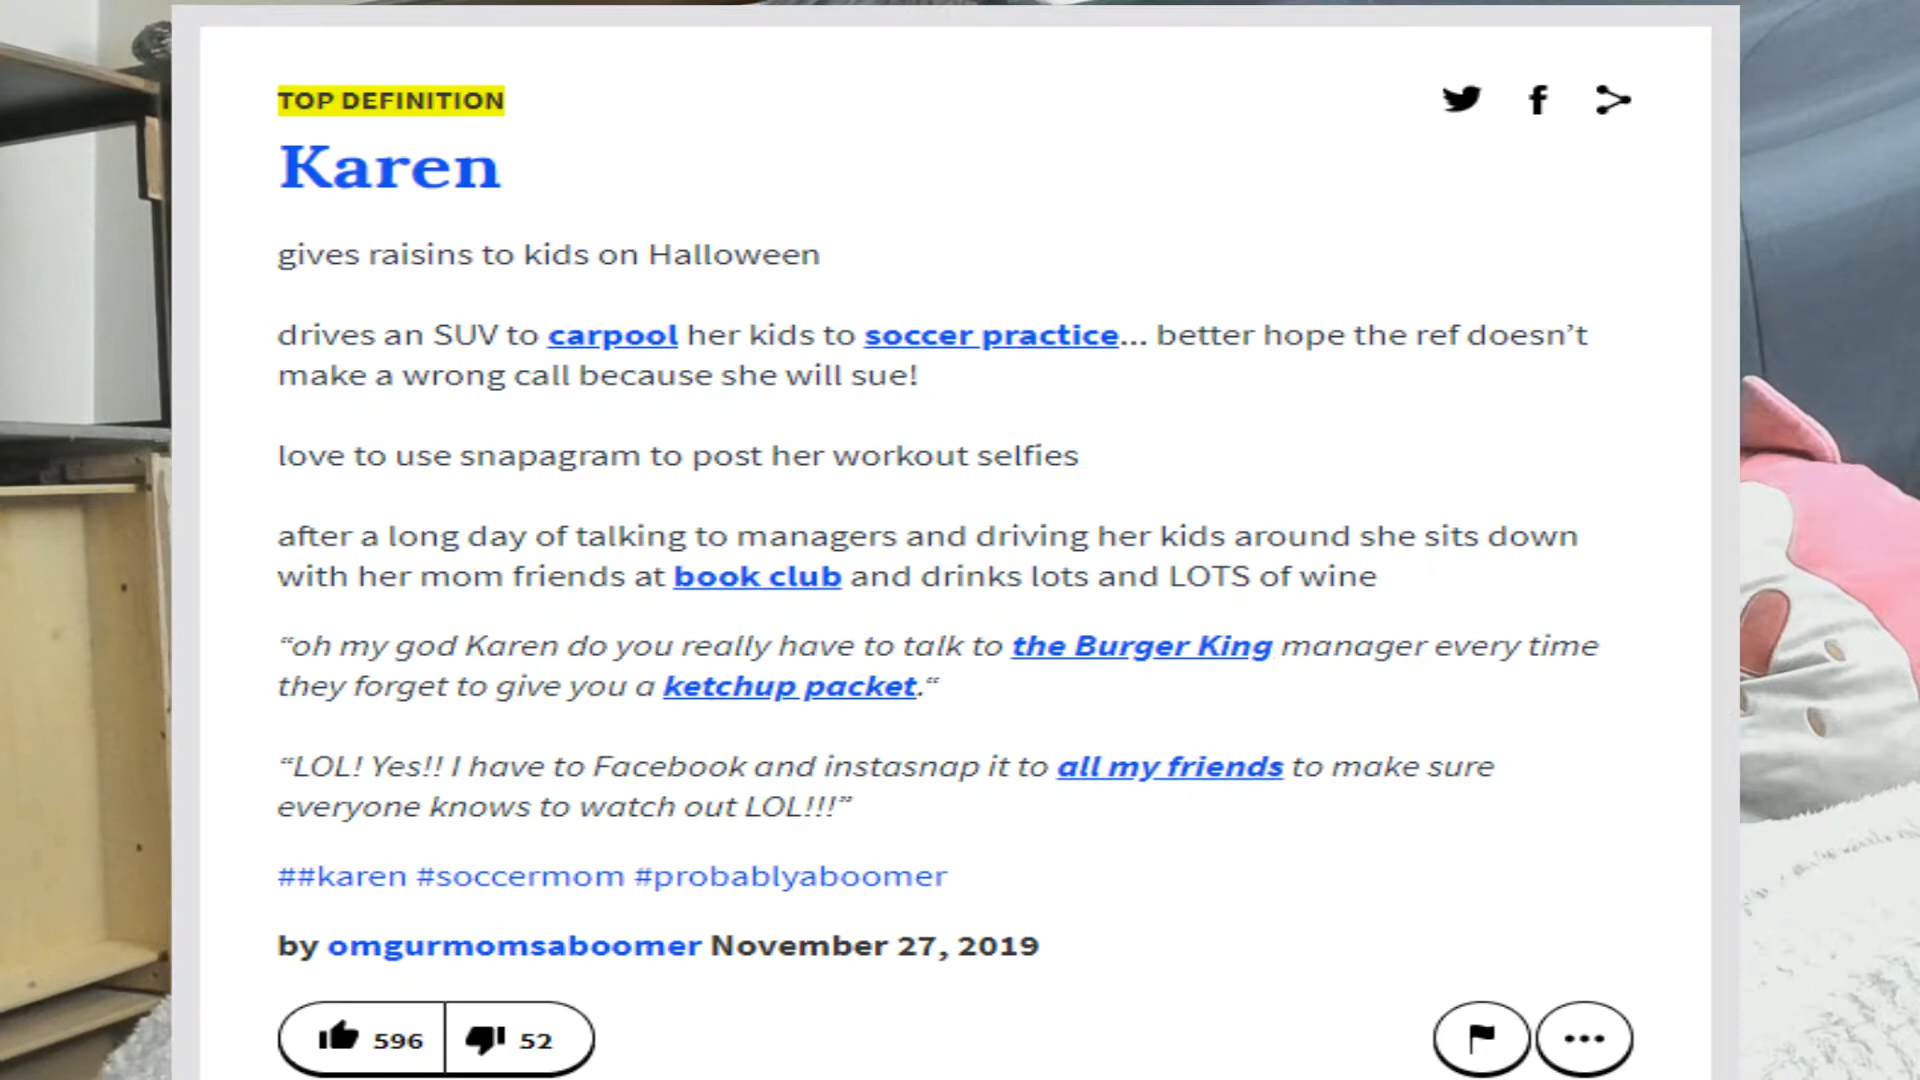 TOP DEFINITION
Karen
gives raisins to kids on Halloween
drives an SUV to carpool her kids to soccer practice... better hope the ref doesn’t
make a wrong call because she will sue!
love to use snapagram to post her workout selfies
after a long day of talking to managers and driving her kids around she sits down
with her mom friends at book club and drinks lots and LOTS of wine
“oh my god Karen do you really have to talk to the Burger King manager every time
they forget to give you a ketchup packet.“
“LOL! Yes!! I have to Facebook and instasnap it to all my friends to make sure
everyone knows to watch out LOL!!!”
##karen #soccermom #probablyaboomer
by omgurmomsaboomer November 27, 2019
596 52